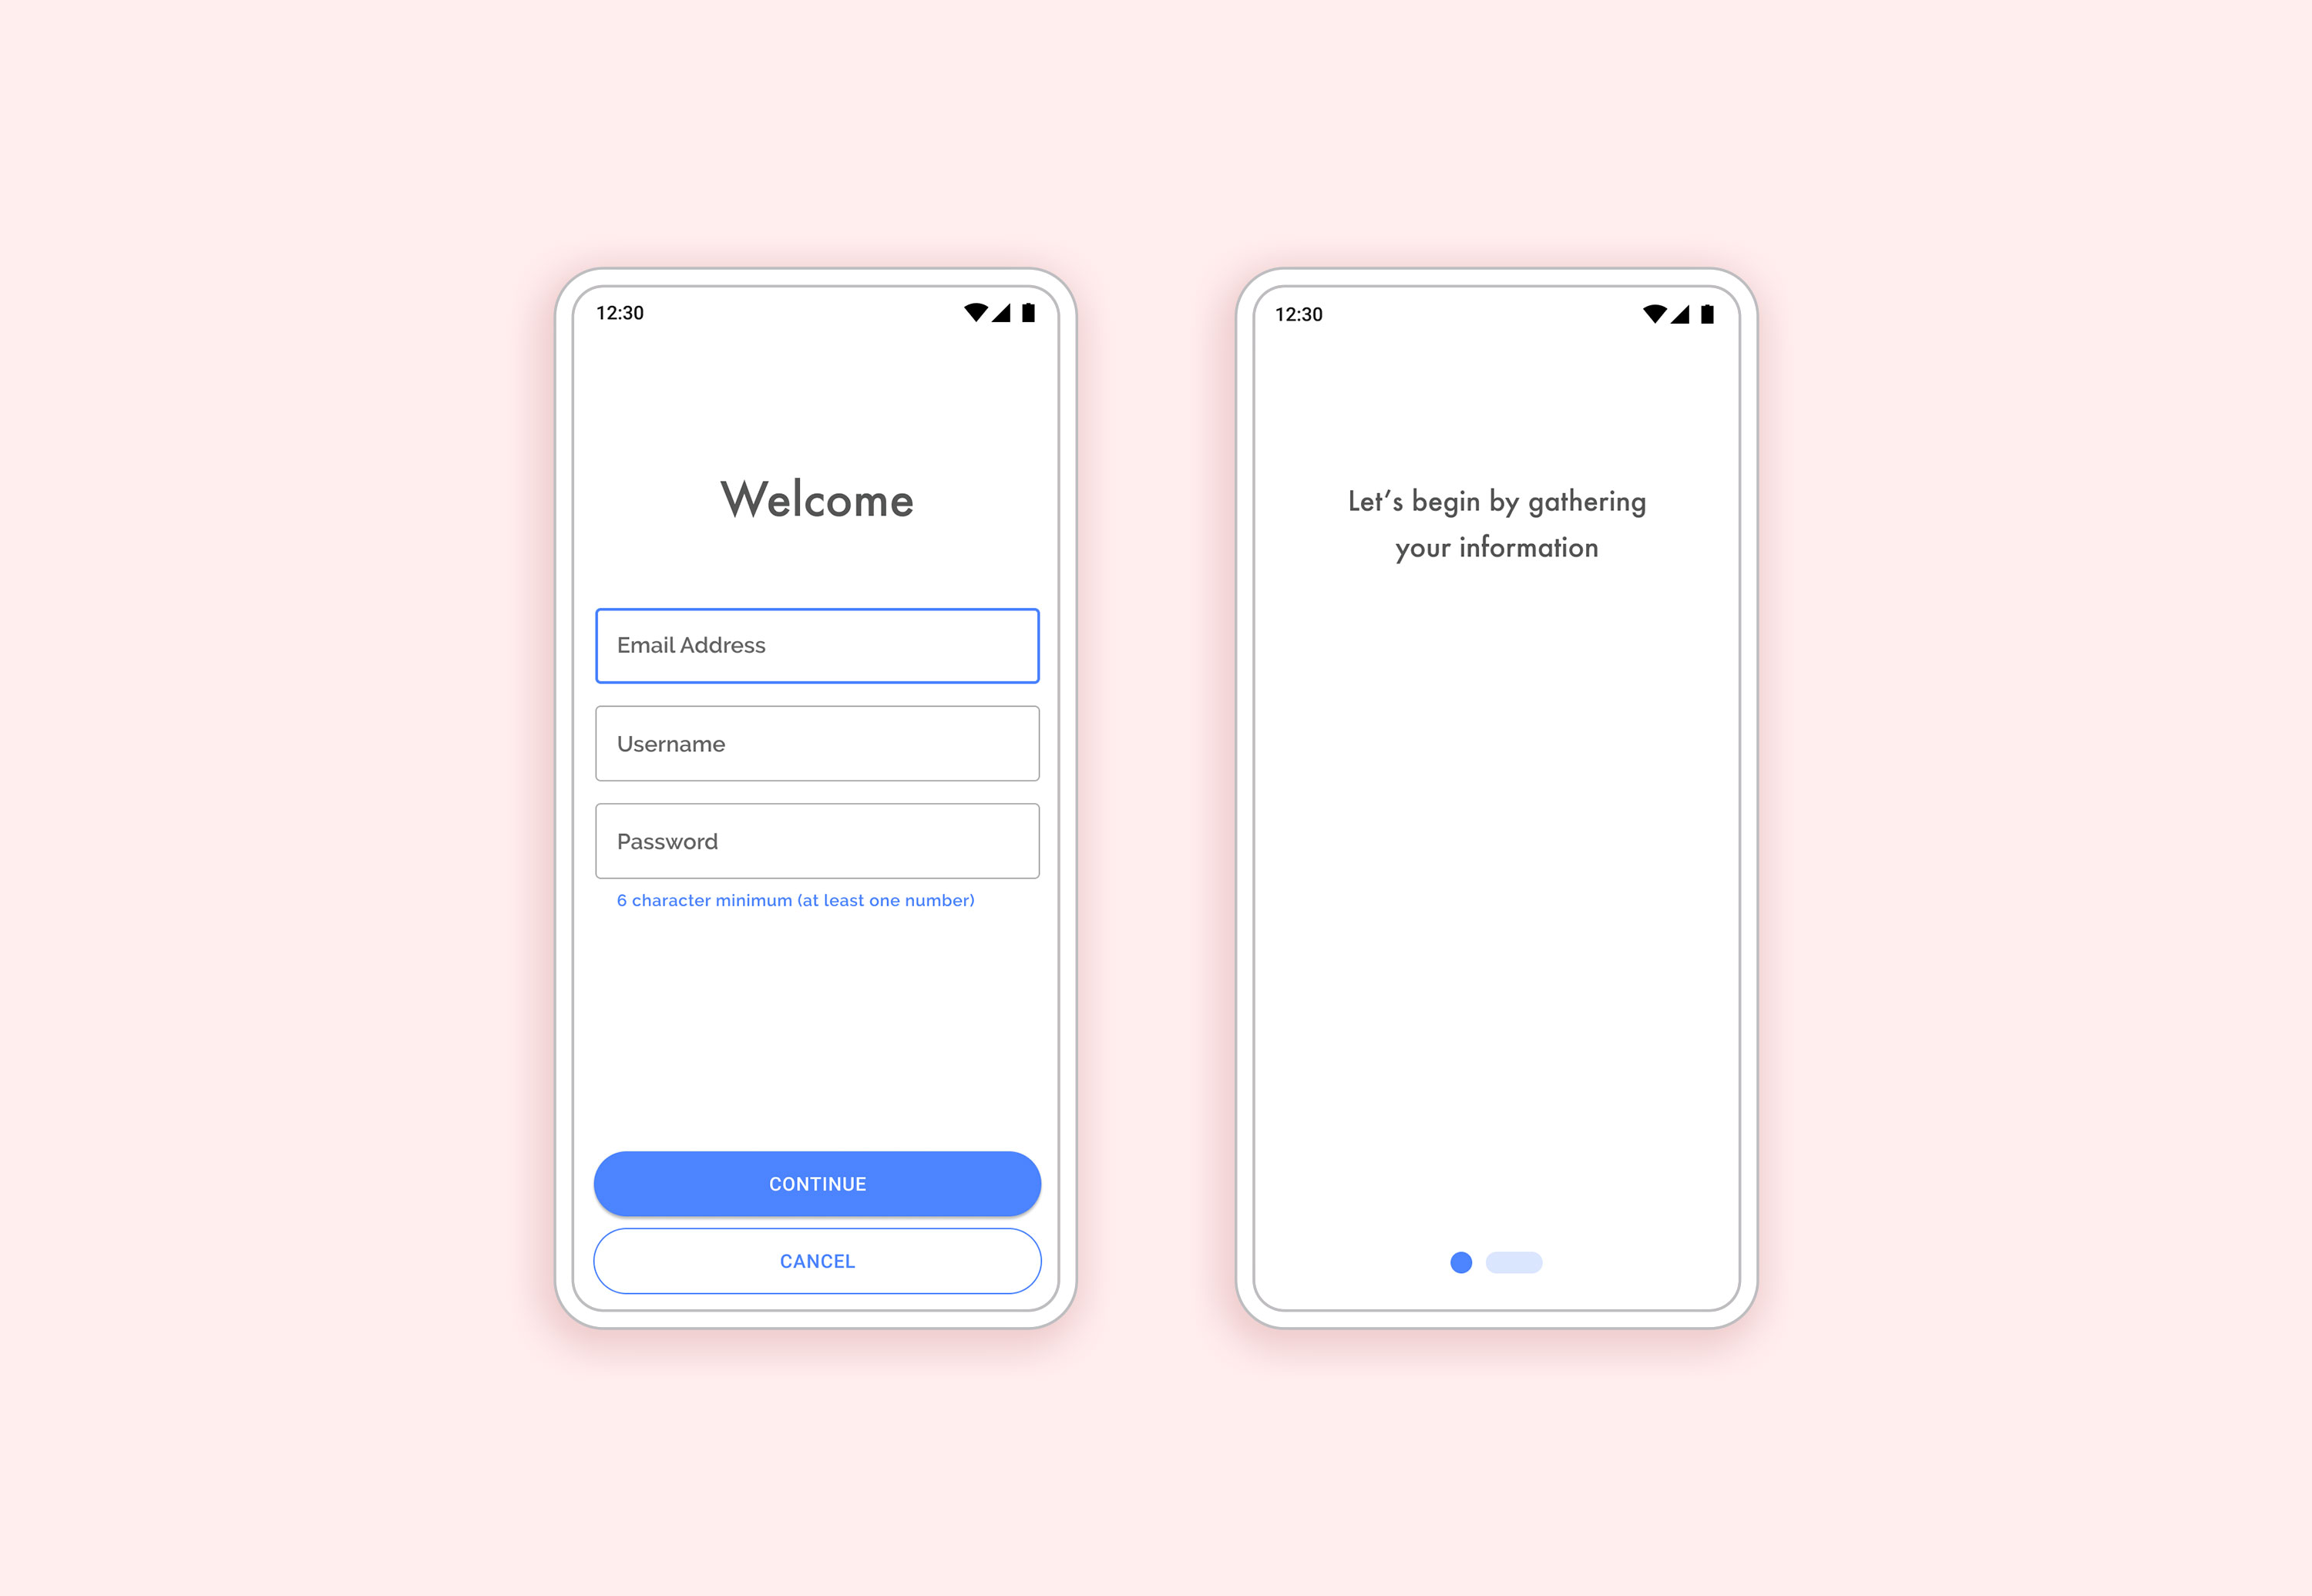 12:30
Welcome
Email Address
Username
Password
6 character minimum (at least one number)
CONTINUE
CANCEL
12:30
Let’s begin by gathering
your information